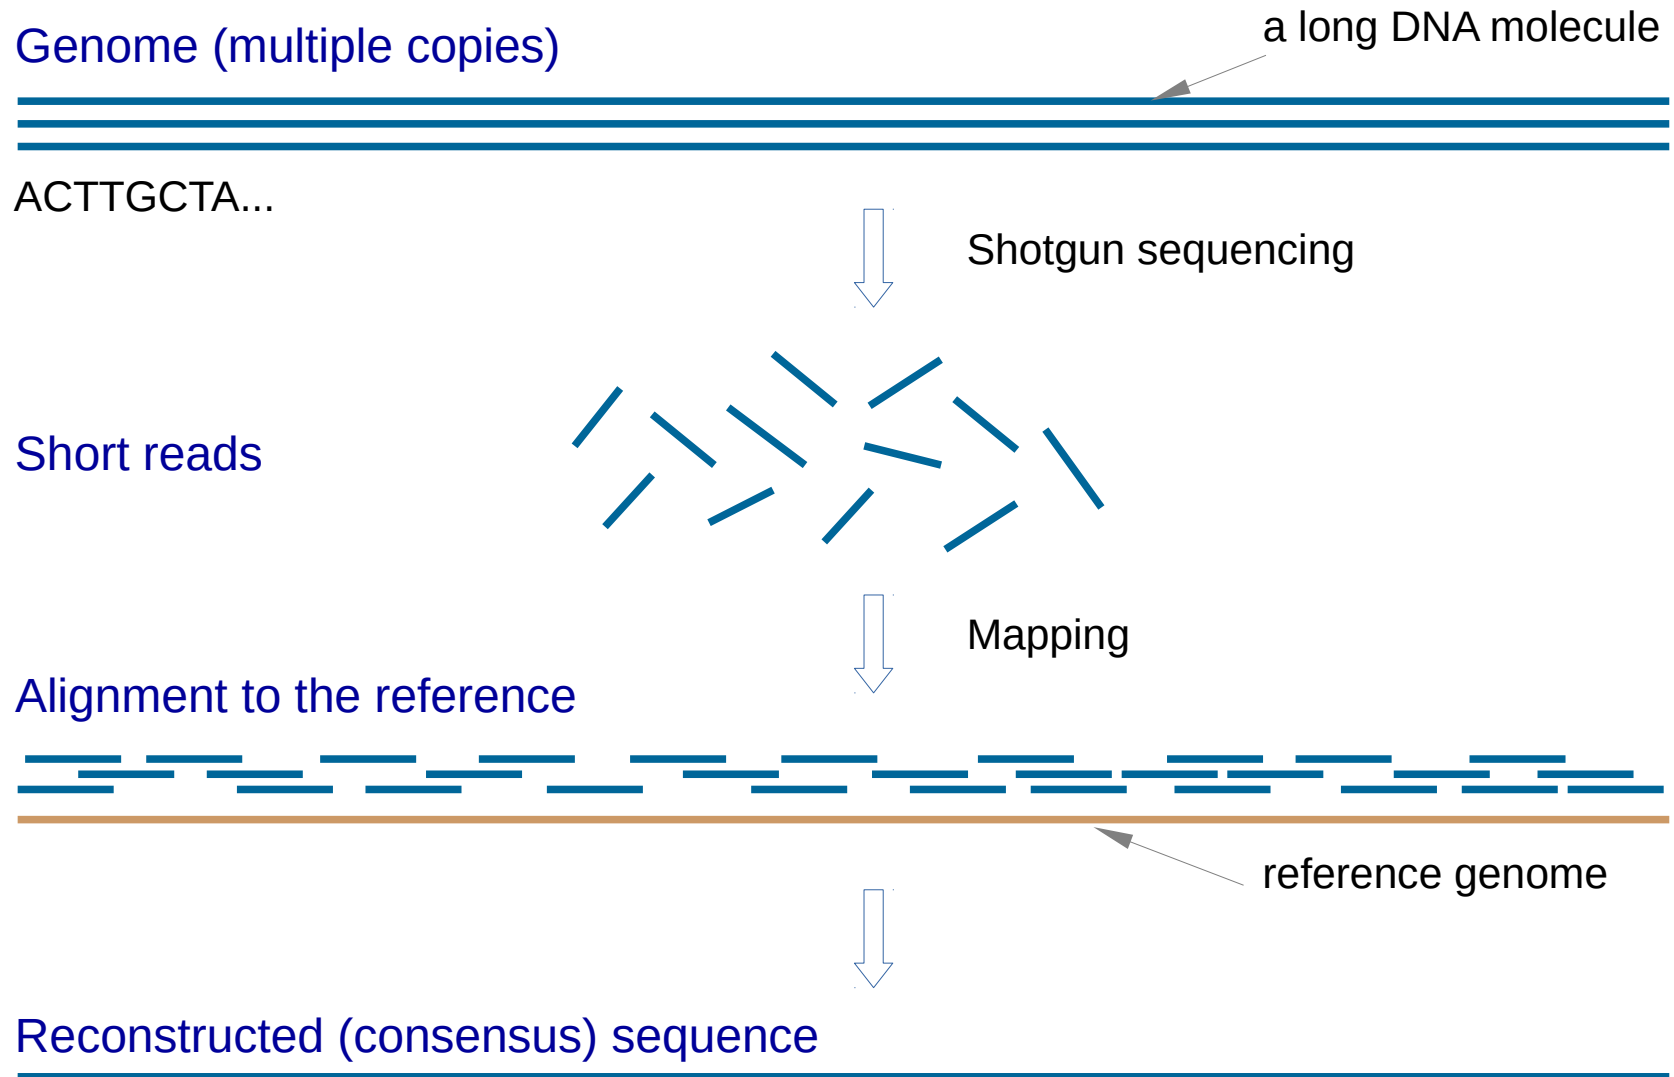 Genome (multiple copies)
a long DNA molecule
ACTTGCTA...
Shotgun sequencing
Short reads
Mapping
Alignment to the reference
reference genome
Reconstructed (consensus) sequence